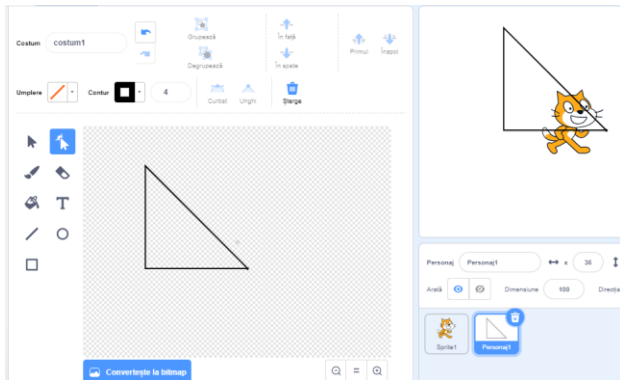 Grupează
În față
Costum costum1
Primul Înapoi
Degrupează
În spate
Umplere Contur 4
Curbat Unghi Șterge
T
Convertește la bitmap
Personaj Personaj1 x 36
Arată Dimensiune 100 Direcția
Sprite1 Personaj1